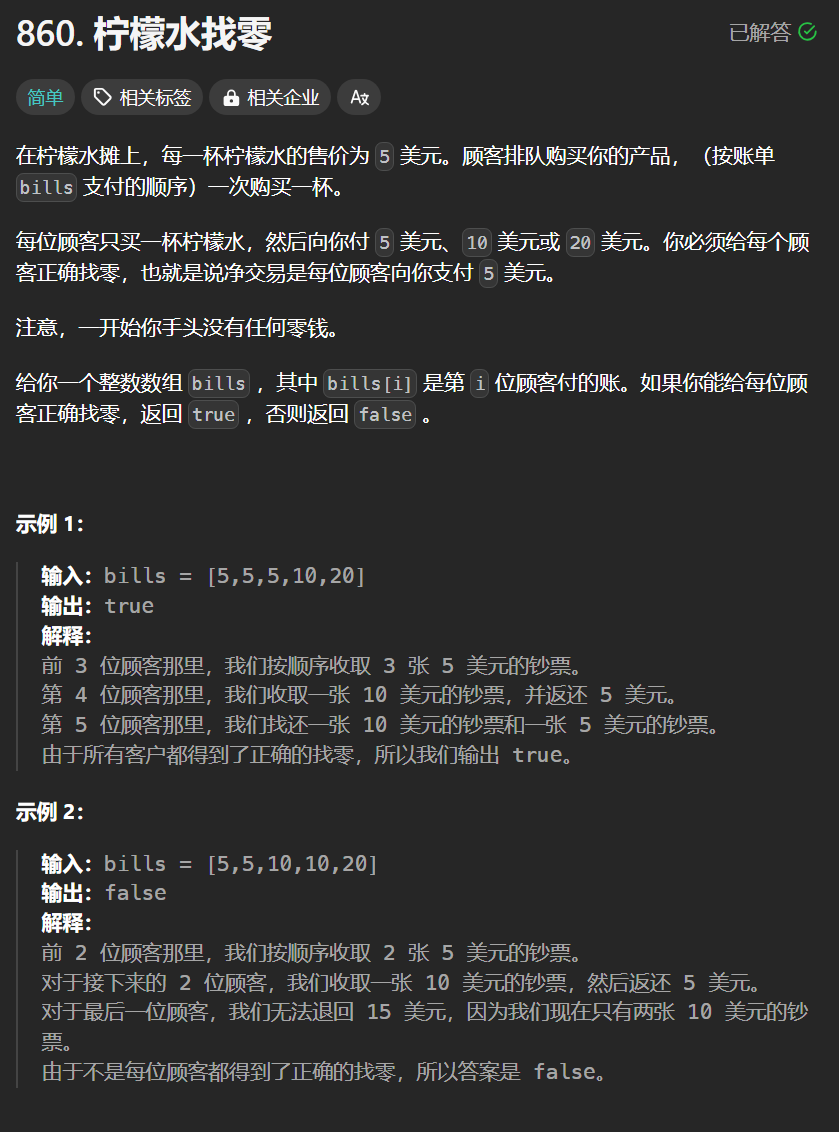 860. 柠檬水找零
已解答
简单 相关标签 相关企业 Aあ
在柠檬水摊上，每一杯柠檬水的售价为 5 美元。顾客排队购买你的产品，（按账单
bills 支付的顺序）一次购买一杯。
每位顾客只买一杯柠檬水，然后向你付 5 美元、10 美元或 20 美元。你必须给每个顾
客正确找零，也就是说净交易是每位顾客向你支付 5 美元。
注意，一开始你手头没有任何零钱。
给你一个整数数组 bills ，其中 bills[i] 是第 i 位顾客付的账。如果你能给每位顾
客正确找零，返回 true ，否则返回 false 。
示例 1：
输入：bills = [5,5,5,10,20]
输出：true
解释：
前 3 位顾客那里，我们按顺序收取 3 张 5 美元的钞票。
第 4 位顾客那里，我们收取一张 10 美元的钞票，并返还 5 美元。
第 5 位顾客那里，我们找还一张 10 美元的钞票和一张 5 美元的钞票。
由于所有客户都得到了正确的找零，所以我们输出 true。
示例 2：
输入：bills = [5,5,10,10,20]
输出：false
解释：
前 2 位顾客那里，我们按顺序收取 2 张 5 美元的钞票。
对于接下来的 2 位顾客，我们收取一张 10 美元的钞票，然后返还 5 美元。
对于最后一位顾客，我们无法退回 15 美元，因为我们现在只有两张 10 美元的钞
票。
由于不是每位顾客都得到了正确的找零，所以答案是 false。